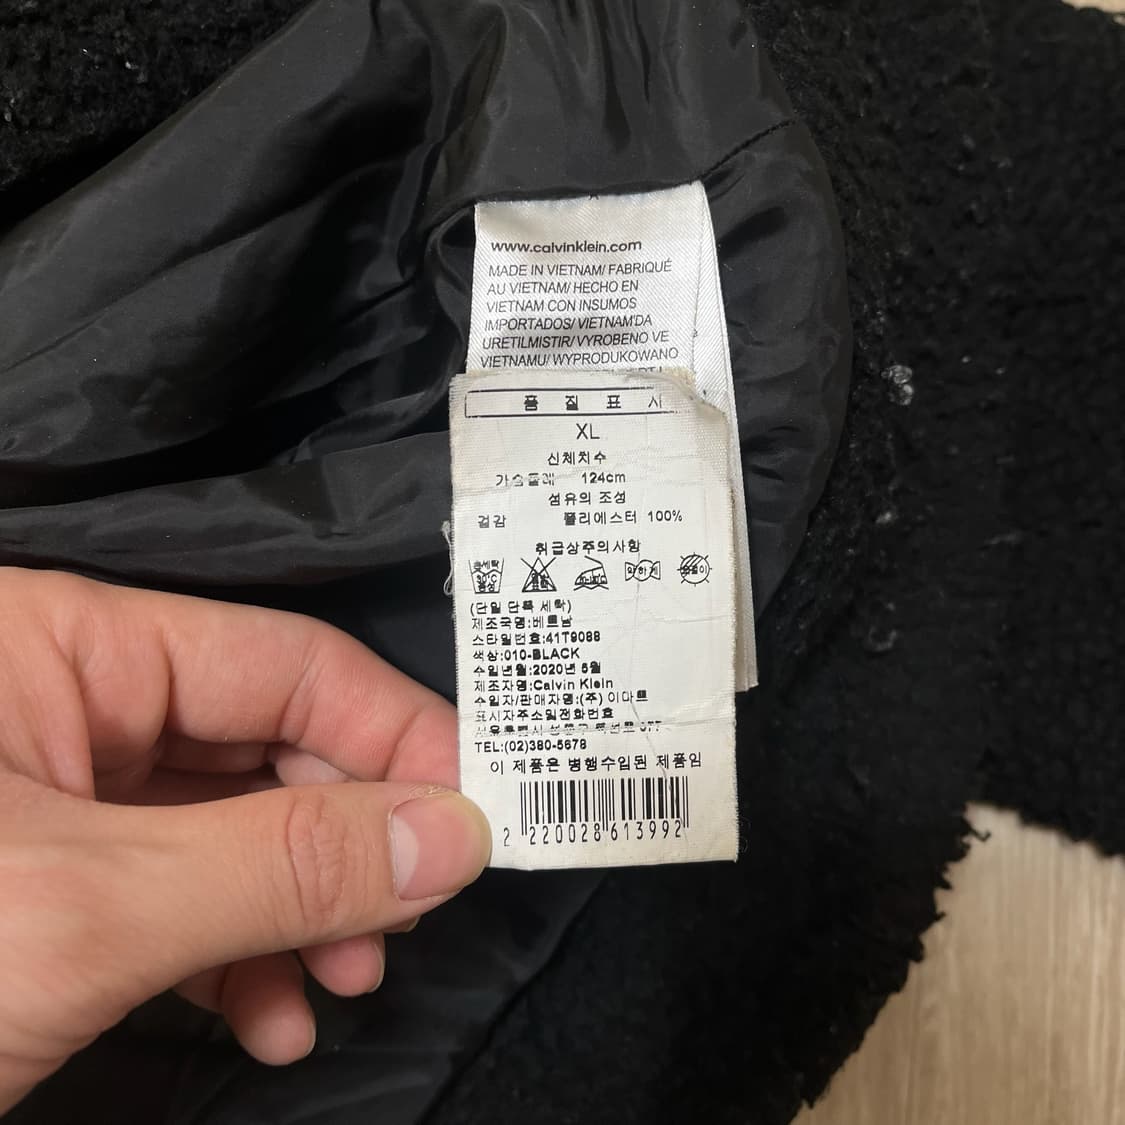 www.calvinklein.com
MADE IN VIETNAM/ FABRIQUÉ
AU VIETNAM/ HECHO EN
VIETNAM CON INSUMOS
IMPORTADOS/ VIETNAM'DA
URETILMISTIR/ VYROBENO VE
VIETNAMU/ WYPRODUKOWANO
품 질 표 시
XL
신체치수
가슴둘레 124cm
섬유의 조성
겉감 폴리에스터 100%
취급상주의사항
30°C 약하게
(단일 단독 세탁)
제조국명:베트남
스타일번호:41T9088
색상:010-BLACK
수입년월:2020년
제조자명:Calvin Klein
수입자/판매자명:(주) 이마트
표시자주소및전화번호
TEL:(02)380-5678
이 제품은 병행수입된 제품임
2 220028 613992